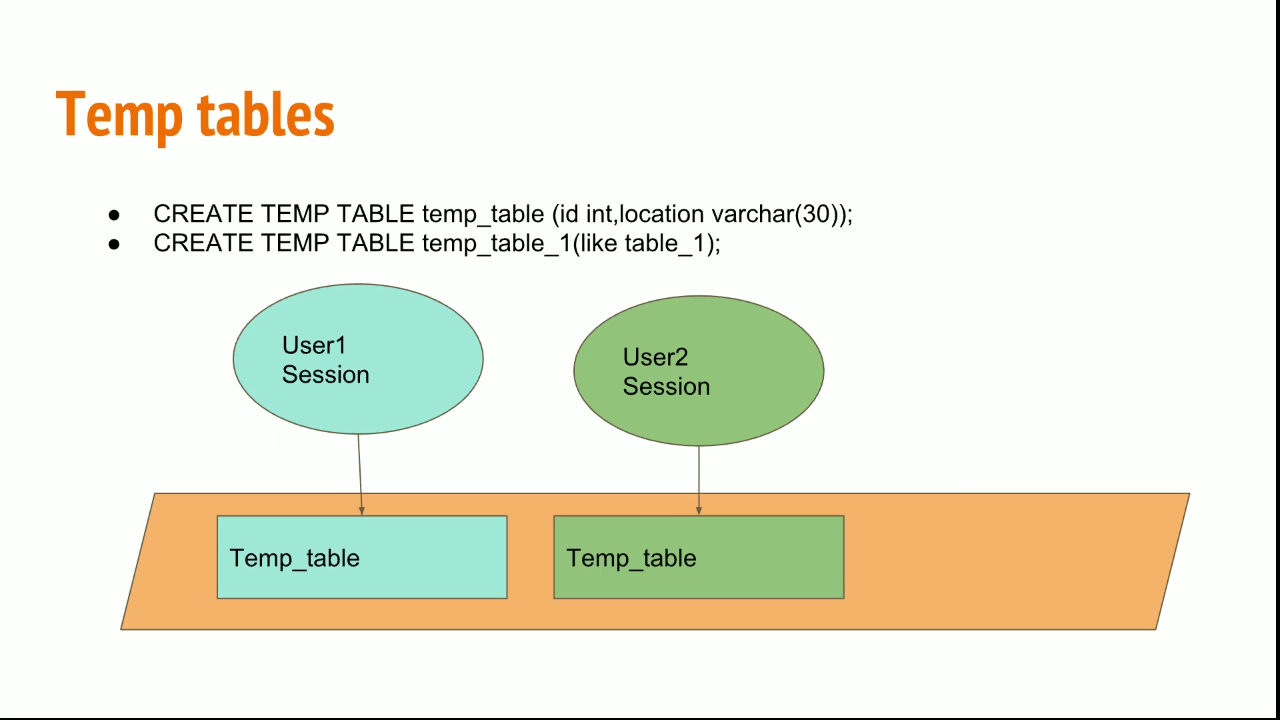 Temp tables
● CREATE TEMP TABLE temp_table (id int,location varchar(30));
● CREATE TEMP TABLE temp_table_1(like table_1);
User1
Session
User2
Session
Temp_table
Temp_table